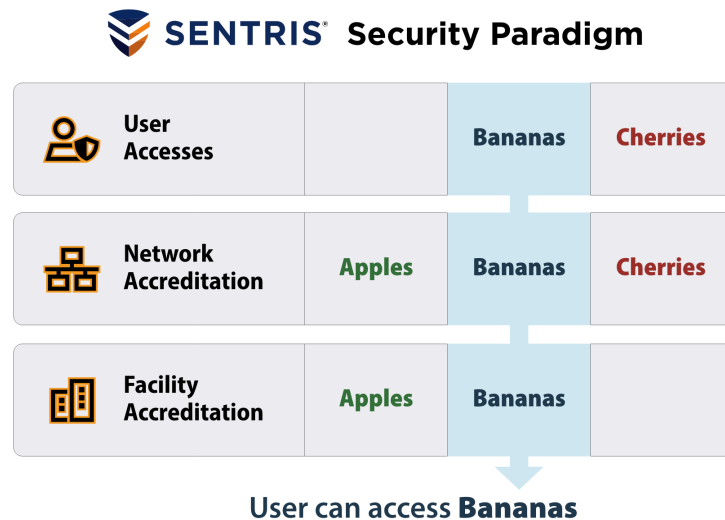 SENTRIS® Security Paradigm
User
Accesses
Bananas
Cherries
Network
Accreditation
Apples
Bananas
Cherries
Facility
Accreditation
Apples
Bananas
User can access Bananas